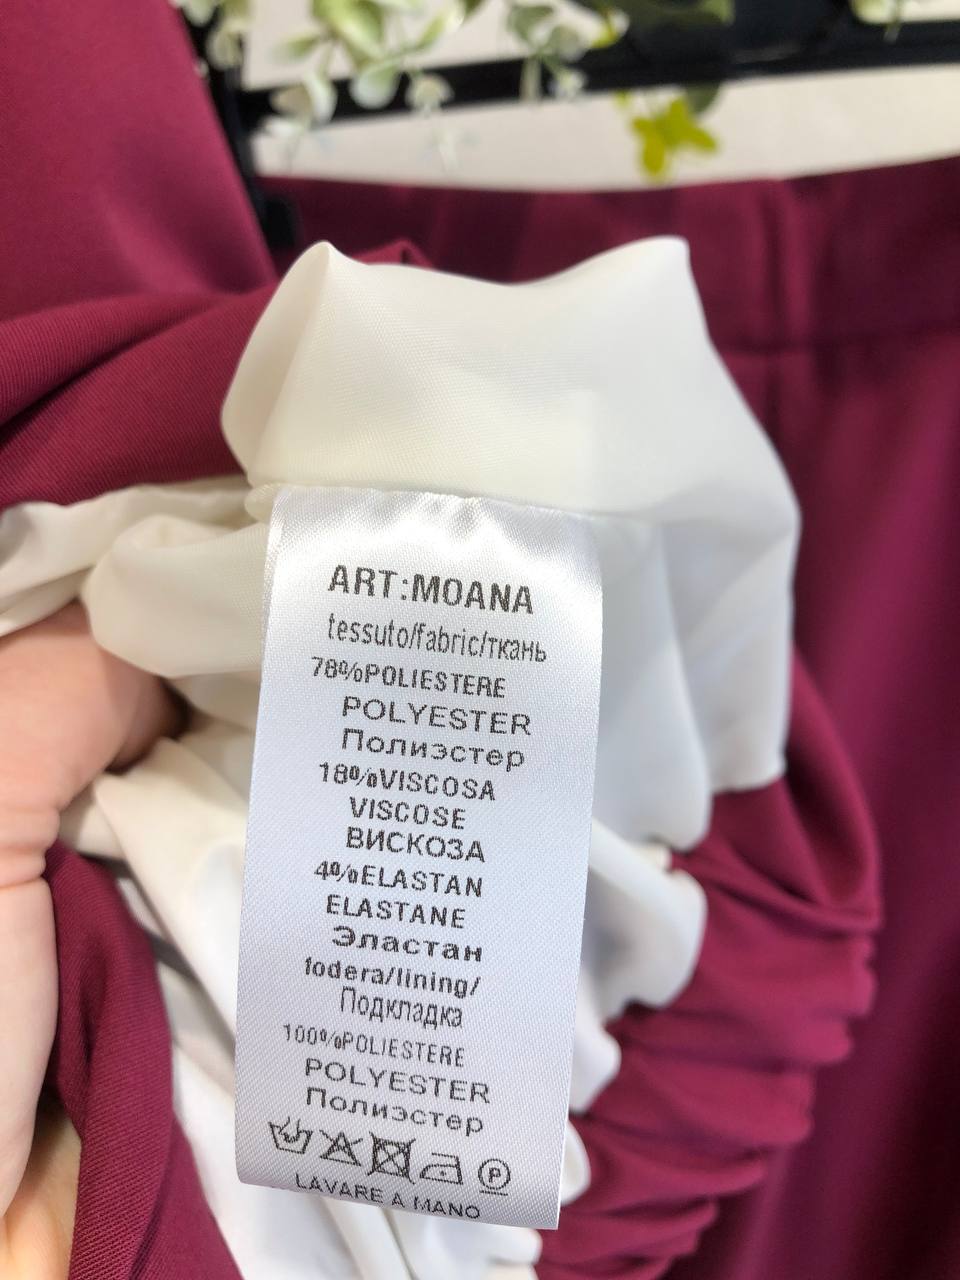 ART:MOANA
tessuto/fabric/ткань
78%POLIESTERE
POLYESTER
Полиэстер
18%VISCOSA
VISCOSE
ВИСКОЗА
4%ELASTAN
ELASTANE
Эластан
fodera/lining/
Подкладка
100%POLIESTERE
POLYESTER
Полиэстер
P
LAVARE A MANO